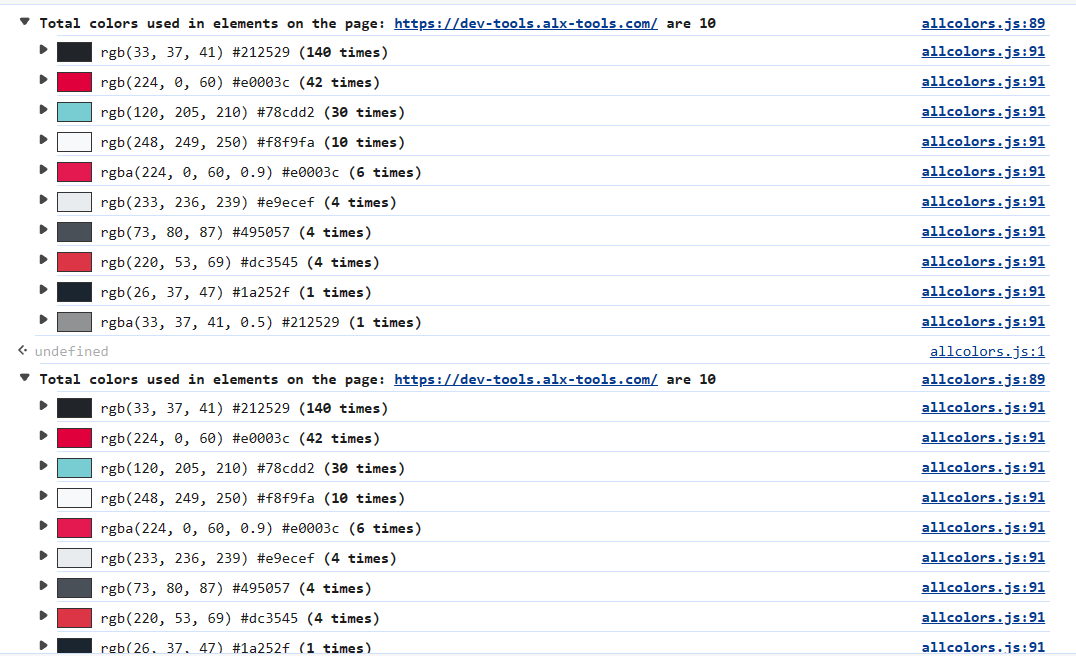 Total colors used in elements on the page: https://dev-tools.alx-tools.com/ are 10 allcolors.js:89
rgb(33, 37, 41) #212529 (140 times) allcolors.js:91
rgb(224, 0, 60) #e0003c (42 times) allcolors.js:91
rgb(120, 205, 210) #78cdd2 (30 times) allcolors.js:91
rgb(248, 249, 250) #f8f9fa (10 times) allcolors.js:91
rgba(224, 0, 60, 0.9) #e0003c (6 times) allcolors.js:91
rgb(233, 236, 239) #e9ecef (4 times) allcolors.js:91
rgb(73, 80, 87) #495057 (4 times) allcolors.js:91
rgb(220, 53, 69) #dc3545 (4 times) allcolors.js:91
rgb(26, 37, 47) #1a252f (1 times) allcolors.js:91
rgba(33, 37, 41, 0.5) #212529 (1 times) allcolors.js:91
undefined allcolors.js:1
Total colors used in elements on the page: https://dev-tools.alx-tools.com/ are 10 allcolors.js:89
rgb(33, 37, 41) #212529 (140 times) allcolors.js:91
rgb(224, 0, 60) #e0003c (42 times) allcolors.js:91
rgb(120, 205, 210) #78cdd2 (30 times) allcolors.js:91
rgb(248, 249, 250) #f8f9fa (10 times) allcolors.js:91
rgba(224, 0, 60, 0.9) #e0003c (6 times) allcolors.js:91
rgb(233, 236, 239) #e9ecef (4 times) allcolors.js:91
rgb(73, 80, 87) #495057 (4 times) allcolors.js:91
rgb(220, 53, 69) #dc3545 (4 times) allcolors.js:91
rgb(26, 37, 47) #1a252f (1 times) allcolors.js:91